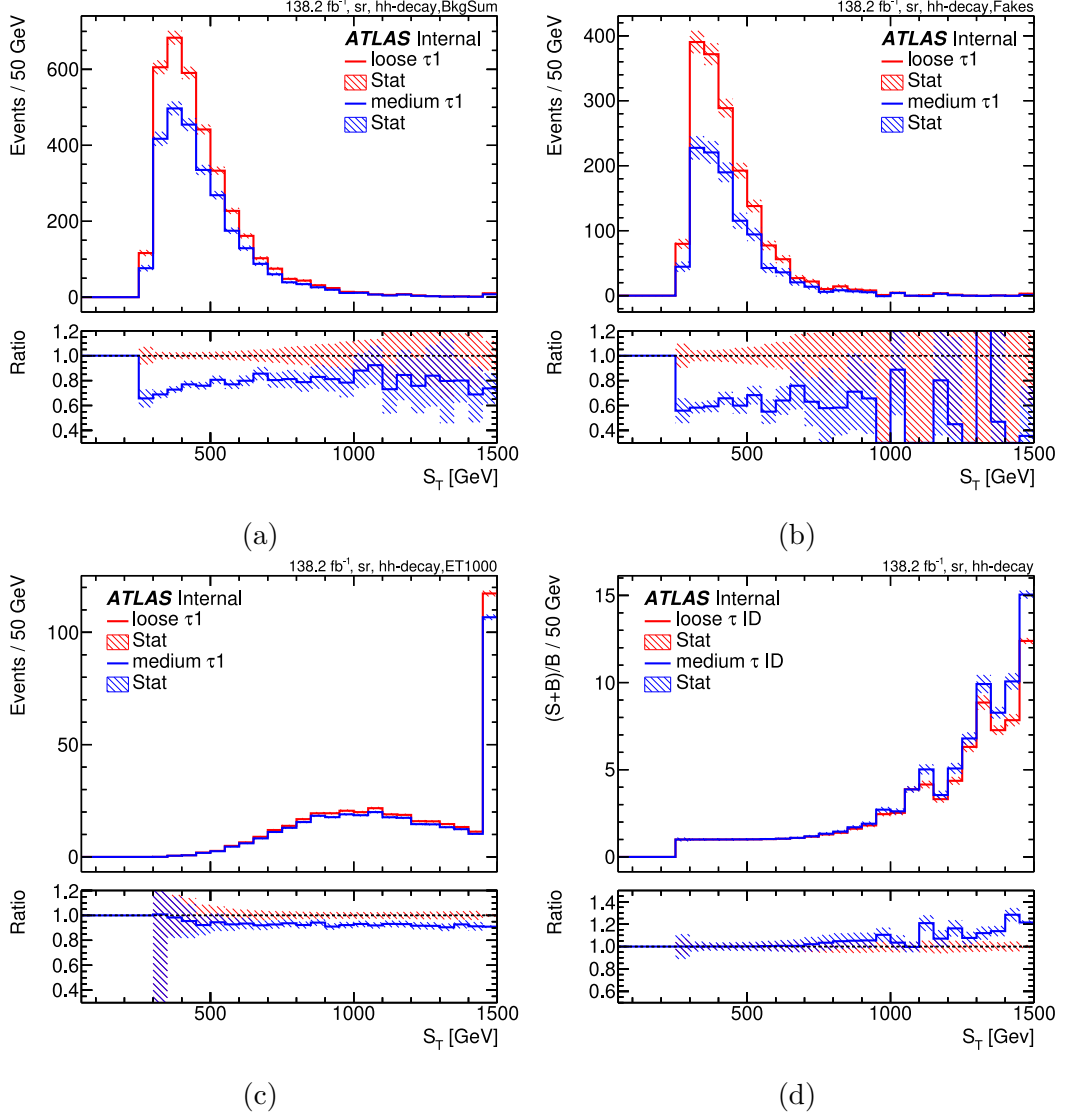 138.2 fb⁻¹, sr, hh-decay,BkgSum
Events / 50 GeV
ATLAS Internal
loose τ1
Stat
medium τ1
Stat
600
400
200
0
Ratio
1.2
1.0
0.8
0.6
0.4
500
1000
1500
S_T [GeV]
(a)
138.2 fb⁻¹, sr, hh-decay,Fakes
Events / 50 GeV
ATLAS Internal
loose τ1
Stat
medium τ1
Stat
400
300
200
100
0
Ratio
1.2
1.0
0.8
0.6
0.4
500
1000
1500
S_T [GeV]
(b)
138.2 fb⁻¹, sr, hh-decay,ET1000
Events / 50 GeV
ATLAS Internal
loose τ1
Stat
medium τ1
Stat
100
50
0
Ratio
1.2
1.0
0.8
0.6
0.4
500
1000
1500
S_T [GeV]
(c)
138.2 fb⁻¹, sr, hh-decay
(S+B)/B / 50 Gev
ATLAS Internal
loose τ ID
Stat
medium τ ID
Stat
15
10
5
0
Ratio
1.4
1.2
1.0
0.8
0.6
500
1000
1500
S_T [Gev]
(d)